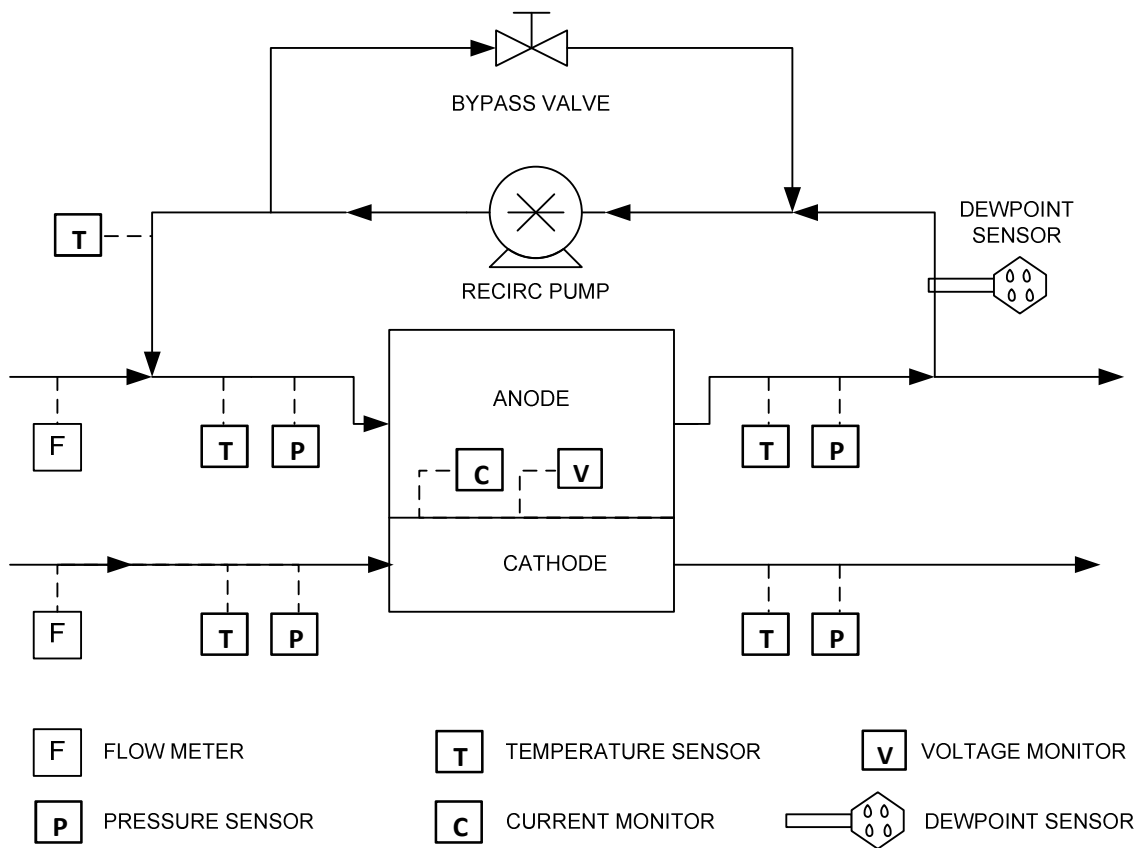 BYPASS VALVE
DEWPOINT
SENSOR
T
RECIRC PUMP
ANODE
F
T
P
C
V
T
P
CATHODE
F
T
P
T
P
F FLOW METER
T TEMPERATURE SENSOR
V VOLTAGE MONITOR
P PRESSURE SENSOR
C CURRENT MONITOR
DEWPOINT SENSOR